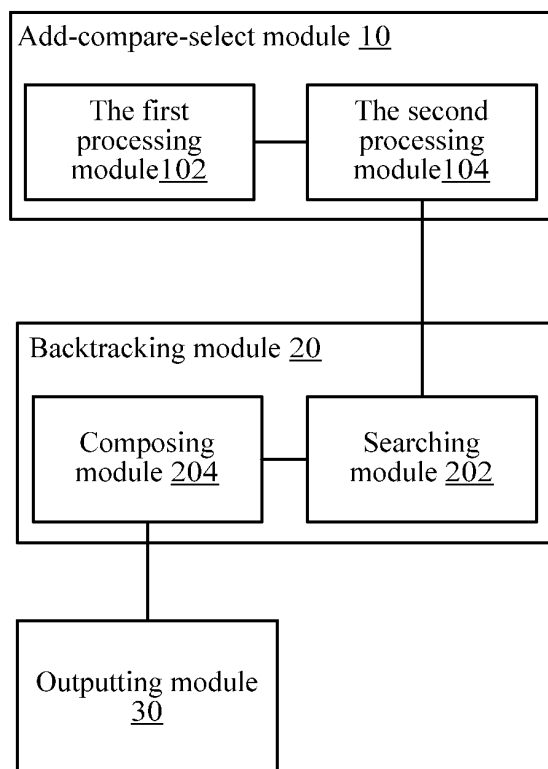 Add-compare-select module 10
The first
processing
module102
The second
processing
module104
Backtracking module 20
Composing
module 204
Searching
module 202
Outputting module
30